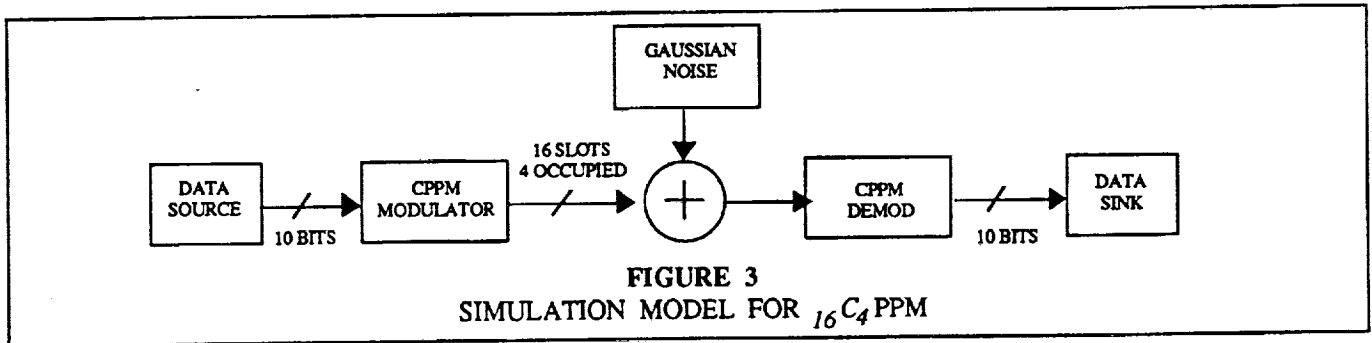 GAUSSIAN
NOISE
16 SLOTS
4 OCCUPIED
DATA
SOURCE
10 BITS
CPPM
MODULATOR
CPPM
DEMOD
10 BITS
DATA
SINK
FIGURE 3
SIMULATION MODEL FOR 16C4 PPM